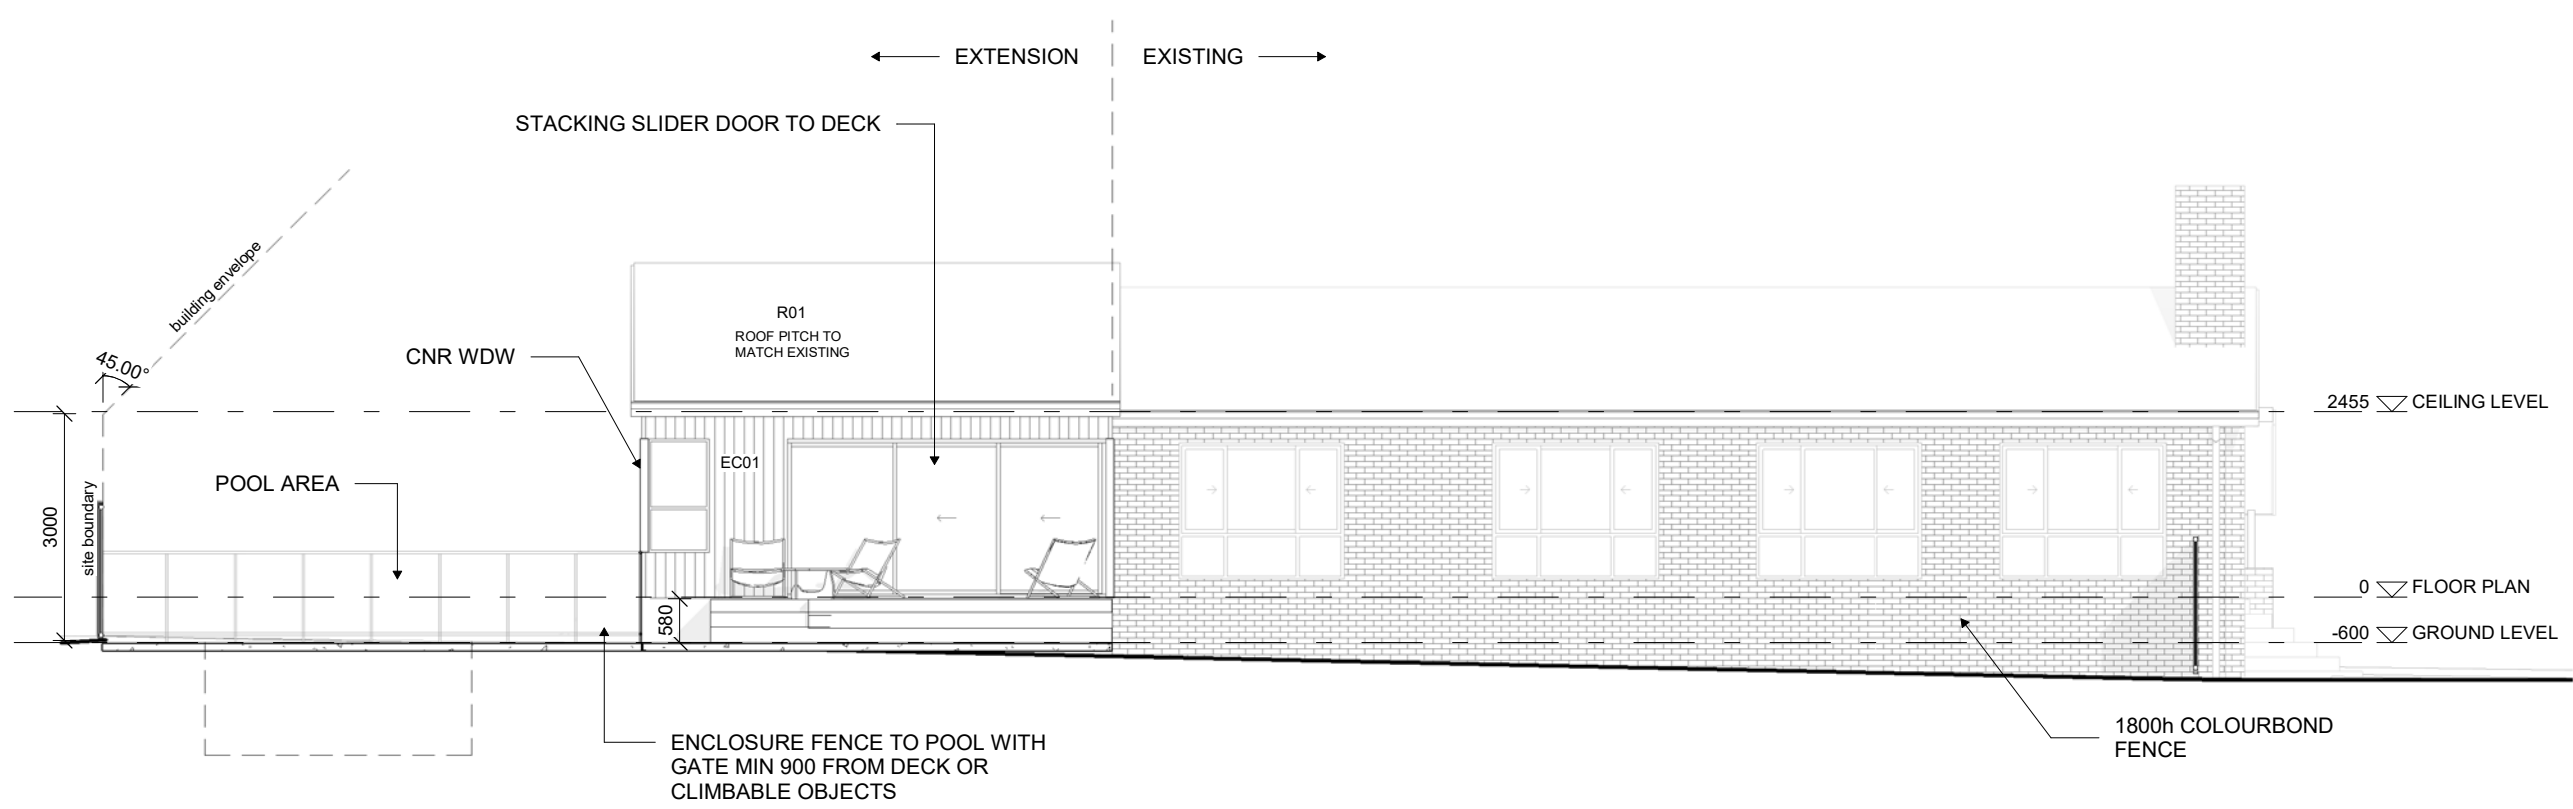 EXTENSION
EXISTING
STACKING SLIDER DOOR TO DECK
building envelope
45.00°
R01
ROOF PITCH TO
MATCH EXISTING
CNR WDW
2455 CEILING LEVEL
EC01
POOL AREA
site boundary
3000
580
0 FLOOR PLAN
-600 GROUND LEVEL
ENCLOSURE FENCE TO POOL WITH
GATE MIN 900 FROM DECK OR
CLIMBABLE OBJECTS
1800h COLOURBOND
FENCE